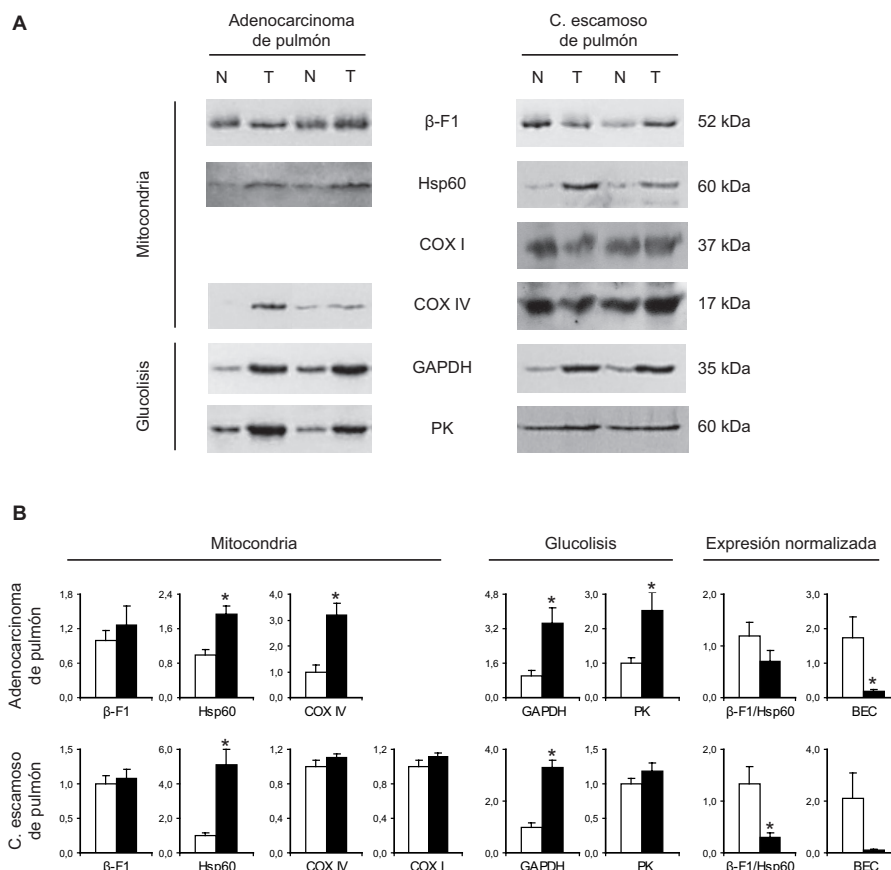 A
Adenocarcinoma
de pulmón
C. escamoso
de pulmón
N T N T
N T N T
Mitocondria
β-F1
52 kDa
Hsp60
60 kDa
COX I
37 kDa
COX IV
17 kDa
Glucolisis
GAPDH
35 kDa
PK
60 kDa
B
Mitocondria
Glucolisis
Expresión normalizada
Adenocarcinoma
de pulmón
1,8
1,2
0,6
0,0
β-F1
2,4
1,6
0,8
0,0
*
Hsp60
4,0
3,0
2,0
1,0
0,0
*
COX IV
4,8
3,2
1,6
0,0
*
GAPDH
3,0
2,0
1,0
0,0
*
PK
2,0
1,0
0,0
β-F1/Hsp60
3,0
2,0
1,0
0,0
*
BEC
C. escamoso
de pulmón
1,5
1,0
0,5
0,0
β-F1
6,0
4,0
2,0
0,0
*
Hsp60
1,2
0,8
0,4
0,0
COX IV
1,2
0,8
0,4
0,0
COX I
4,0
2,0
0,0
*
GAPDH
1,5
1,0
0,5
0,0
PK
2,0
1,0
0,0
*
β-F1/Hsp60
4,0
2,0
0,0
BEC